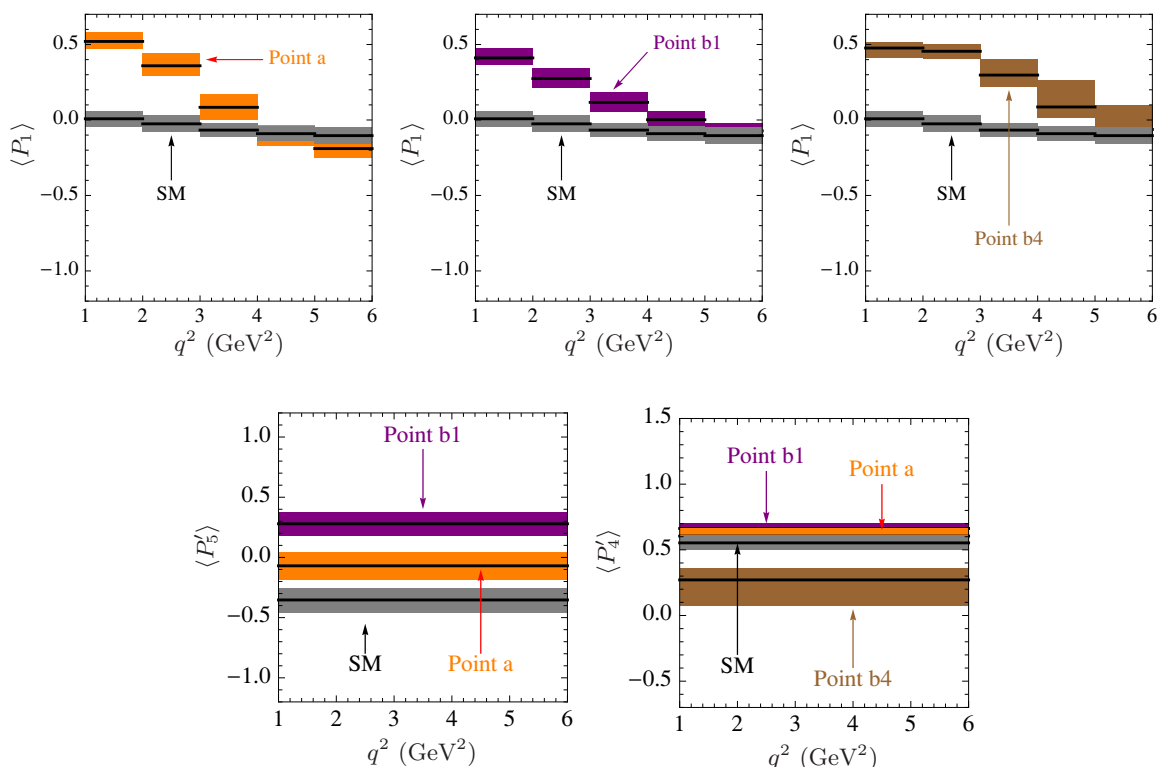 0.5
0.0
−0.5
−1.0
⟨P₁⟩
Point a
SM
1 2 3 4 5 6
q² (GeV²)
0.5
0.0
−0.5
−1.0
⟨P₁⟩
Point b1
SM
1 2 3 4 5 6
q² (GeV²)
0.5
0.0
−0.5
−1.0
⟨P₁⟩
SM
Point b4
1 2 3 4 5 6
q² (GeV²)
1.0
0.5
0.0
−0.5
−1.0
⟨P₅′⟩
Point b1
SM
Point a
1 2 3 4 5 6
q² (GeV²)
1.5
1.0
0.5
0.0
−0.5
⟨P₄′⟩
Point b1
Point a
SM
Point b4
1 2 3 4 5 6
q² (GeV²)